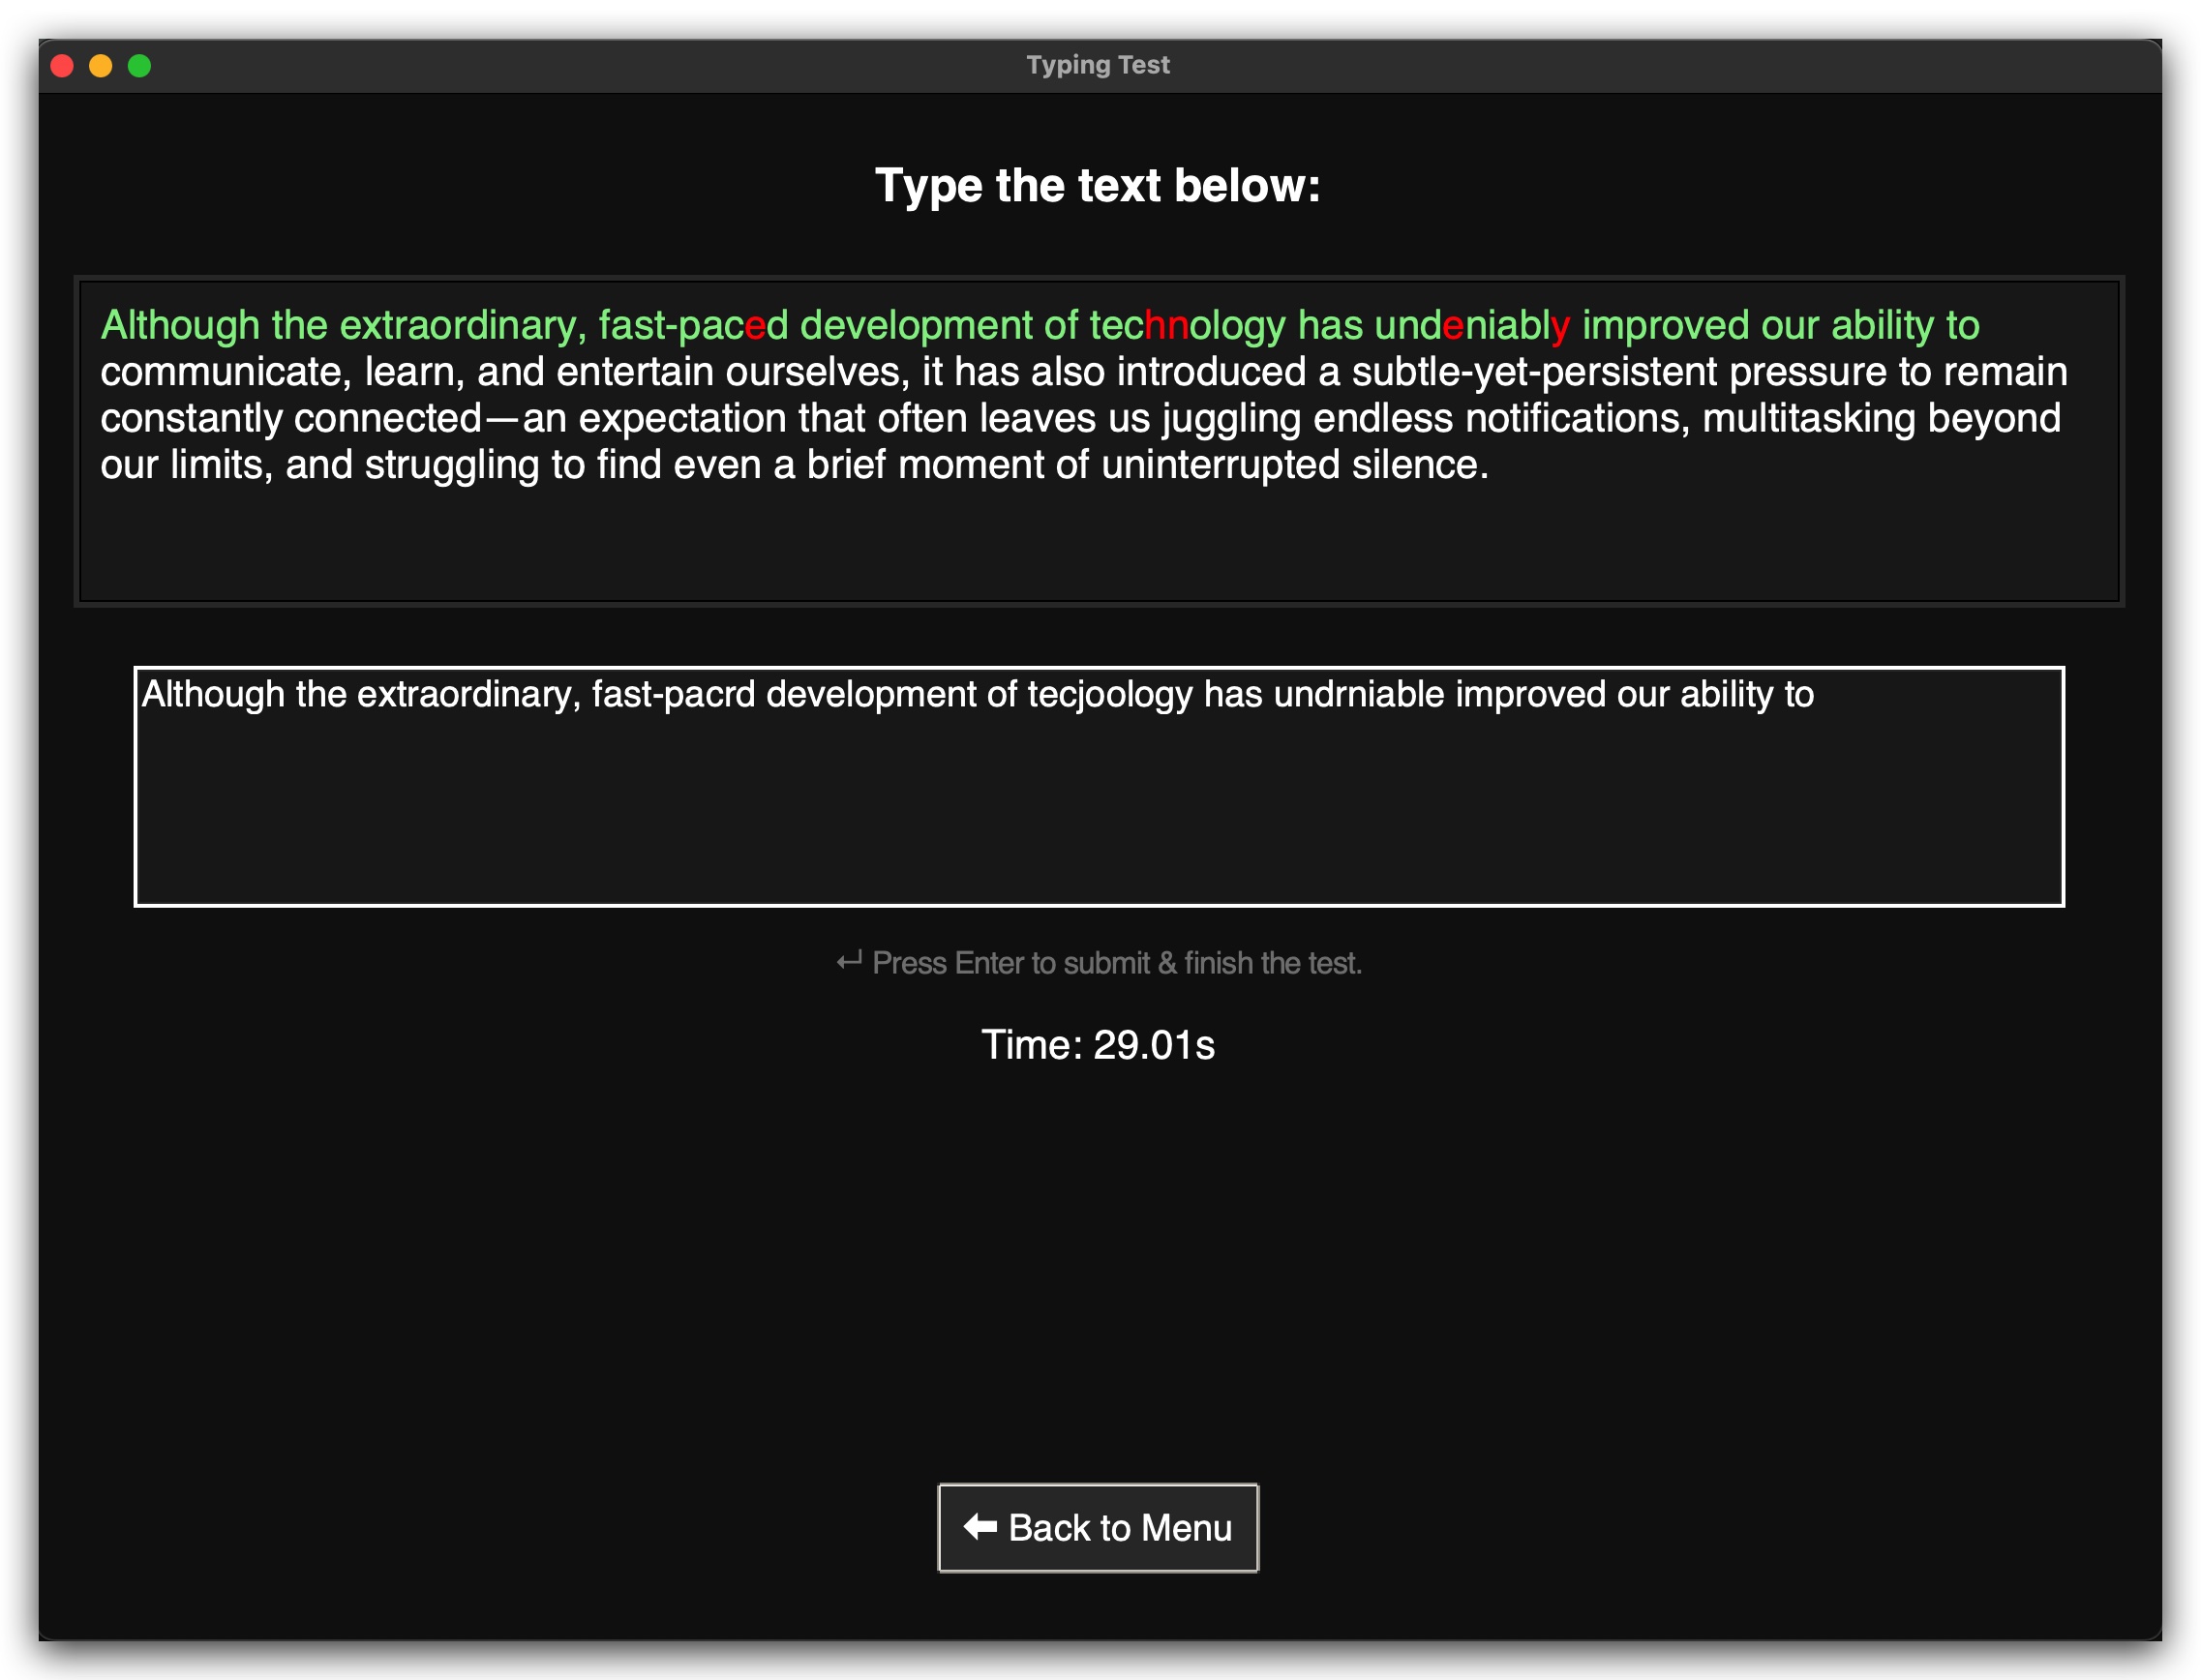 Typing Test
Type the text below:
Although the extraordinary, fast-paced development of technology has undeniably improved our ability to
communicate, learn, and entertain ourselves, it has also introduced a subtle-yet-persistent pressure to remain
constantly connected—an expectation that often leaves us juggling endless notifications, multitasking beyond
our limits, and struggling to find even a brief moment of uninterrupted silence.
Although the extraordinary, fast-pacrd development of tecjoology has undrniable improved our ability to
↵ Press Enter to submit & finish the test.
Time: 29.01s
⬅ Back to Menu